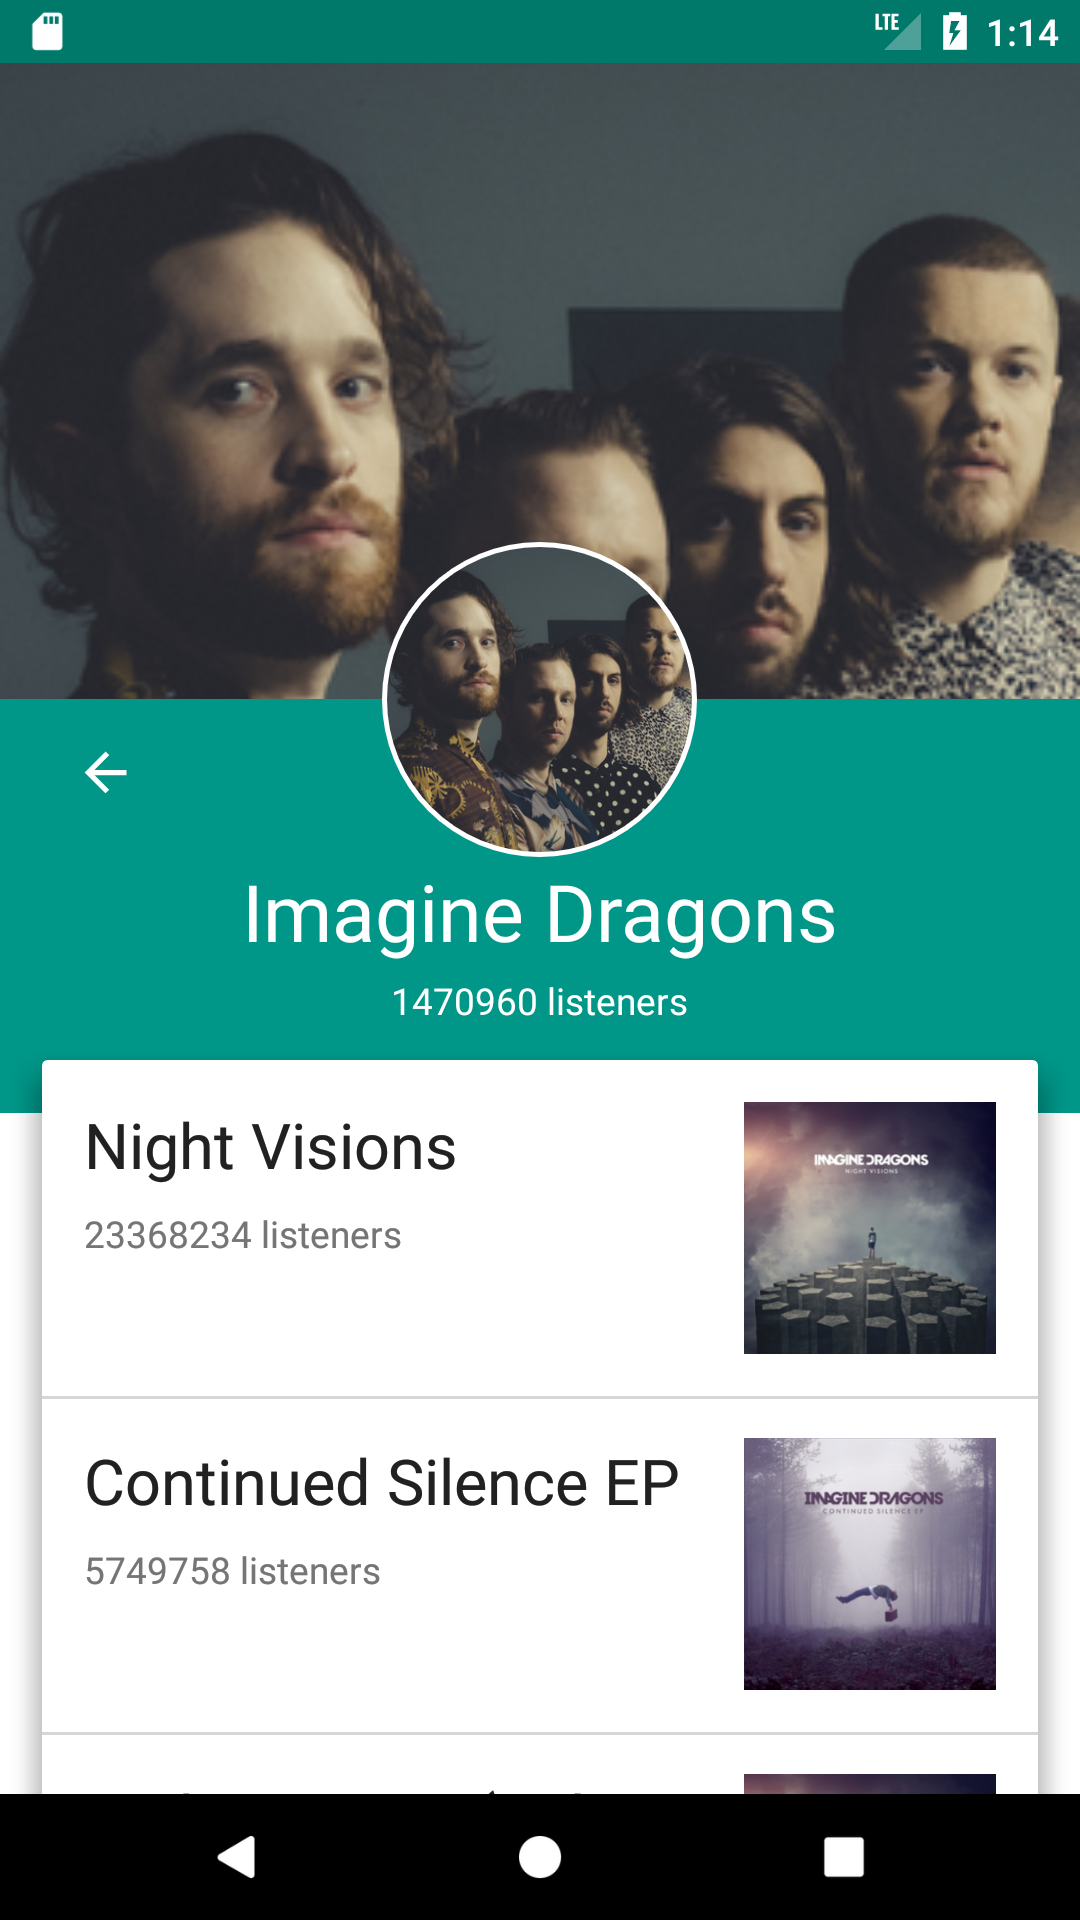 LTE 1:14
Imagine Dragons
1470960 listeners
Night Visions
23368234 listeners
IMAGINE DRAGONS
NIGHT VISIONS
Continued Silence EP
5749758 listeners
IMAGINE DRAGONS
CONTINUED SILENCE EP